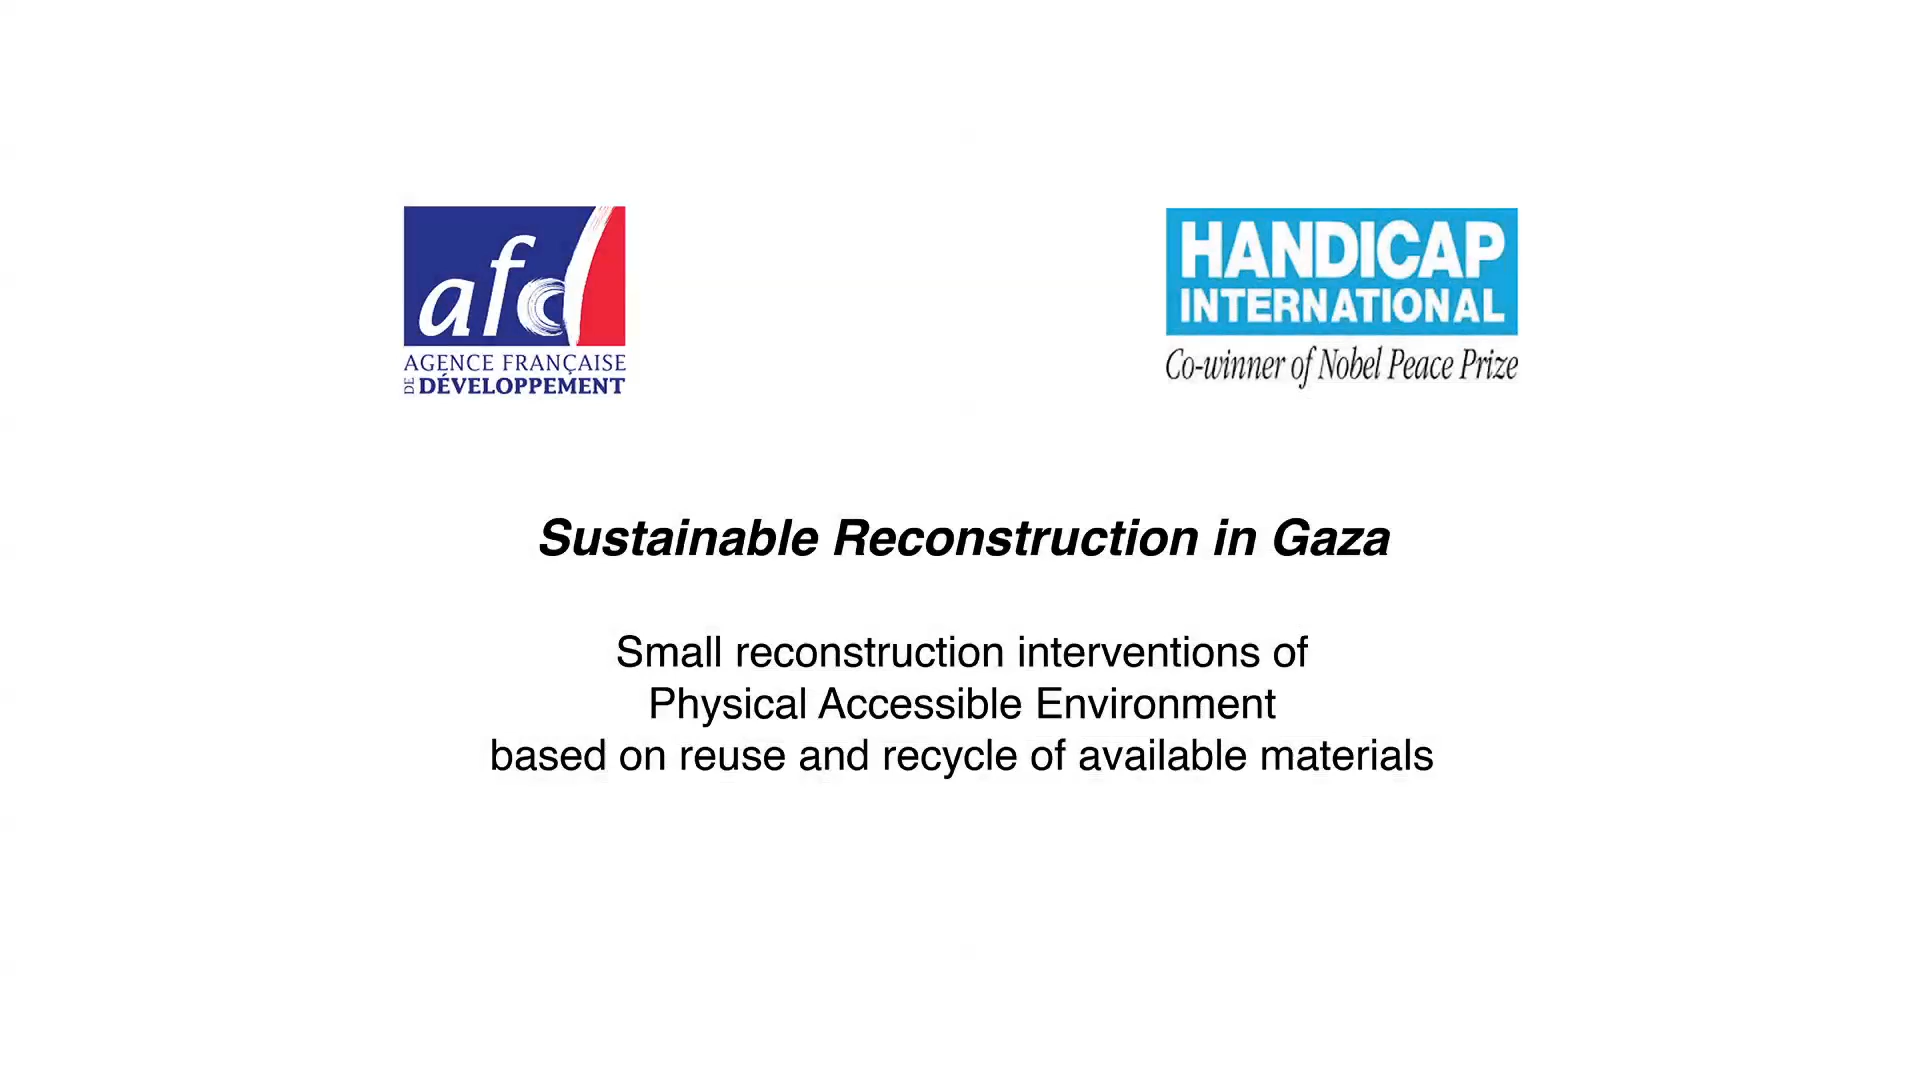 afd
AGENCE FRANÇAISE
DE DÉVELOPPEMENT
HANDICAP
INTERNATIONAL
Co-winner of Nobel Peace Prize
Sustainable Reconstruction in Gaza
Small reconstruction interventions of
Physical Accessible Environment
based on reuse and recycle of available materials